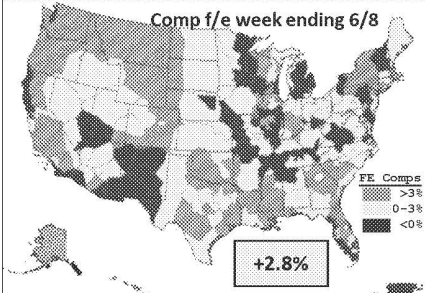 Comp f/e week ending 6/8
FE Comps
>3%
0-3%
<0%
+2.8%